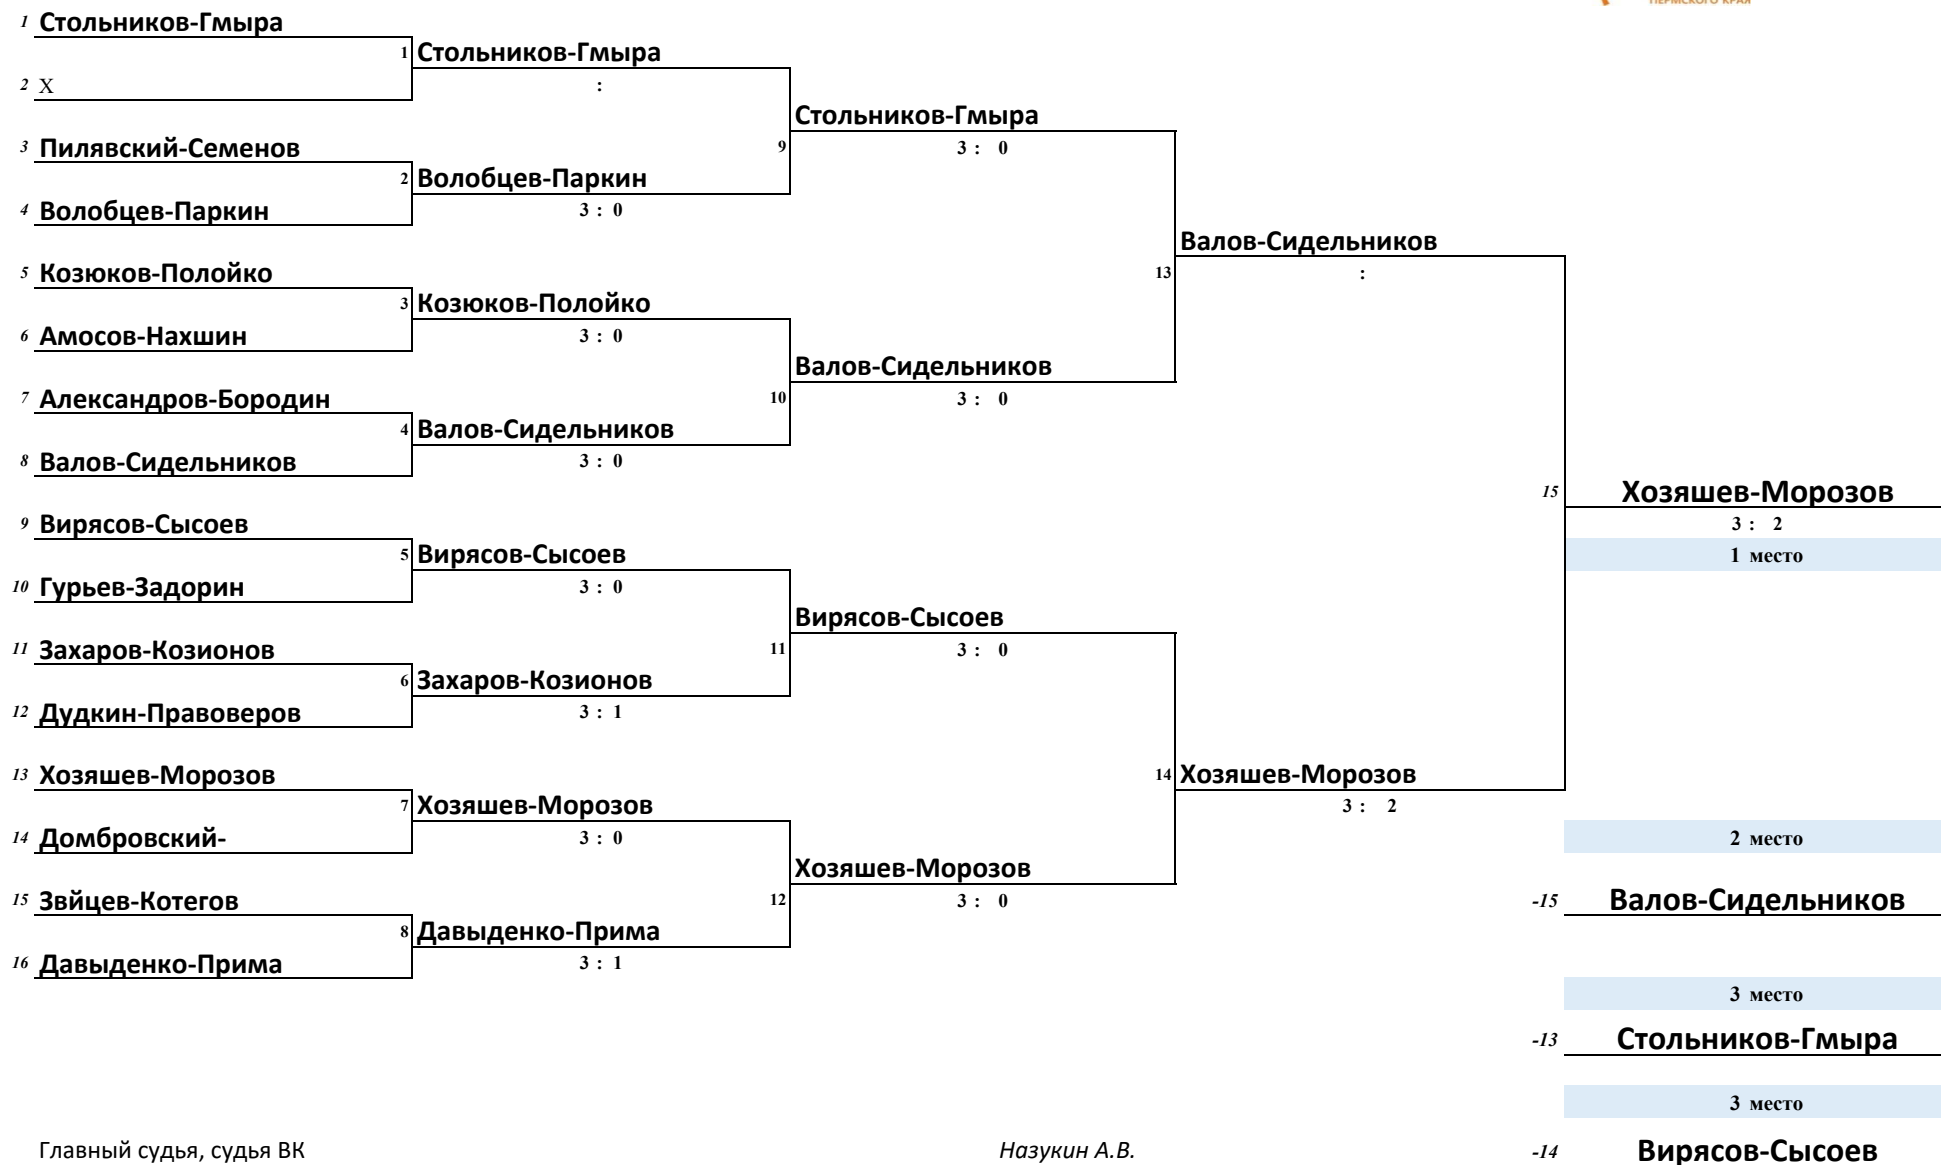 ПЕРМСКОГО КРАЯ
1 Стольников-Гмыра
1 Стольников-Гмыра
2 Х
:
Стольников-Гмыра
3 Пилявский-Семенов
9
3 : 0
2 Волобцев-Паркин
4 Волобцев-Паркин
3 : 0
Валов-Сидельников
5 Козюков-Полойко
13
:
3 Козюков-Полойко
6 Амосов-Нахшин
3 : 0
Валов-Сидельников
7 Александров-Бородин
10
3 : 0
4 Валов-Сидельников
8 Валов-Сидельников
3 : 0
15 Хозяшев-Морозов
9 Вирясов-Сысоев
3 : 2
5 Вирясов-Сысоев
1 место
10 Гурьев-Задорин
3 : 0
Вирясов-Сысоев
11 Захаров-Козионов
11
3 : 0
6 Захаров-Козионов
12 Дудкин-Правоверов
3 : 1
13 Хозяшев-Морозов
14 Хозяшев-Морозов
7 Хозяшев-Морозов
3 : 2
14 Домбровский-
3 : 0
2 место
Хозяшев-Морозов
15 Звйцев-Котегов
12
3 : 0
-15 Валов-Сидельников
8 Давыденко-Прима
16 Давыденко-Прима
3 : 1
3 место
-13 Стольников-Гмыра
3 место
Главный судья, судья ВК
Назукин А.В.
-14 Вирясов-Сысоев